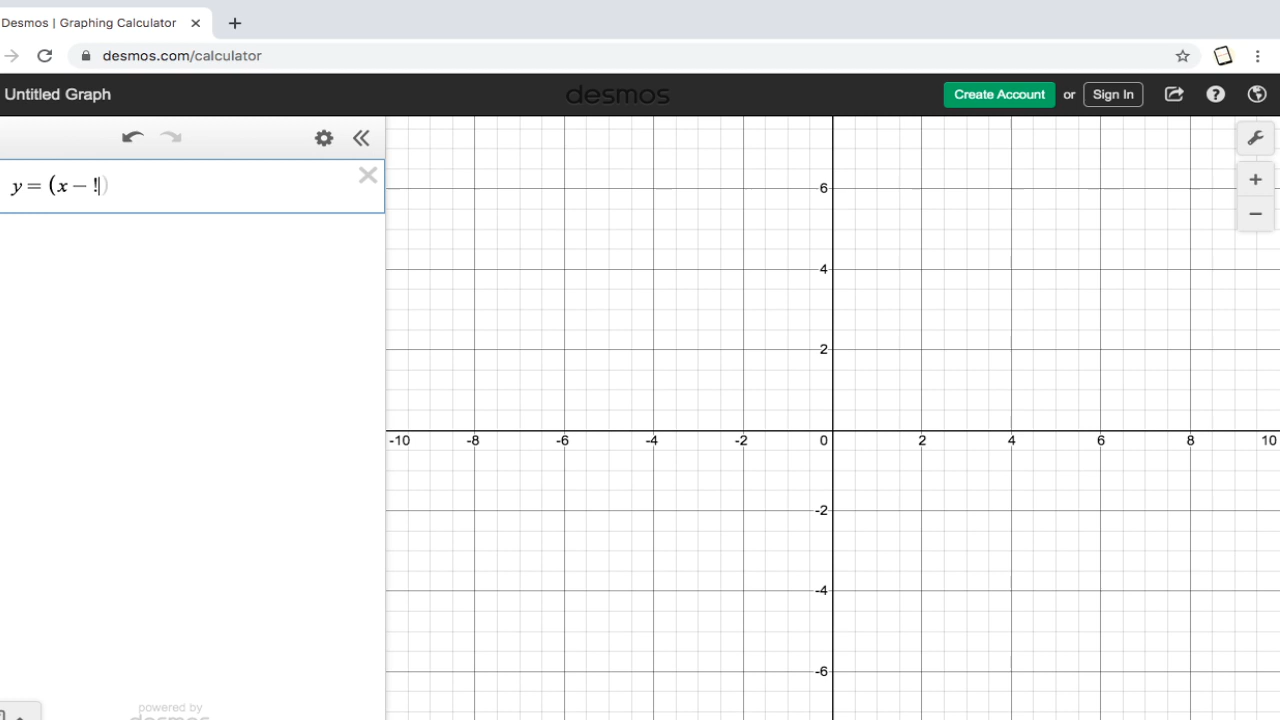 Desmos | Graphing Calculator
desmos.com/calculator
Untitled Graph
desmos
Create Account or Sign In
y = (x − !)
6
4
2
-10 -8 -6 -4 -2 0 2 4 6 8 10
-2
-4
-6
powered by
desmos